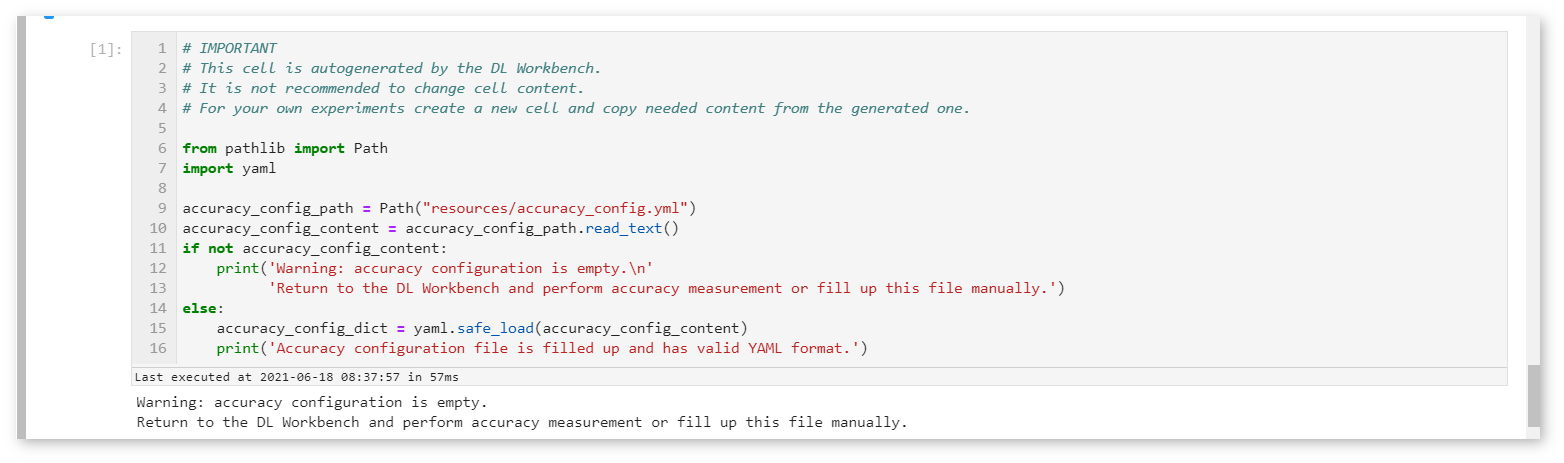 [1]:
1 # IMPORTANT
2 # This cell is autogenerated by the DL Workbench.
3 # It is not recommended to change cell content.
4 # For your own experiments create a new cell and copy needed content from the generated one.
5
6 from pathlib import Path
7 import yaml
8
9 accuracy_config_path = Path("resources/accuracy_config.yml")
10 accuracy_config_content = accuracy_config_path.read_text()
11 if not accuracy_config_content:
12     print('Warning: accuracy configuration is empty.\n'
13           'Return to the DL Workbench and perform accuracy measurement or fill up this file manually.')
14 else:
15     accuracy_config_dict = yaml.safe_load(accuracy_config_content)
16     print('Accuracy configuration file is filled up and has valid YAML format.')
Last executed at 2021-06-18 08:37:57 in 57ms
Warning: accuracy configuration is empty.
Return to the DL Workbench and perform accuracy measurement or fill up this file manually.